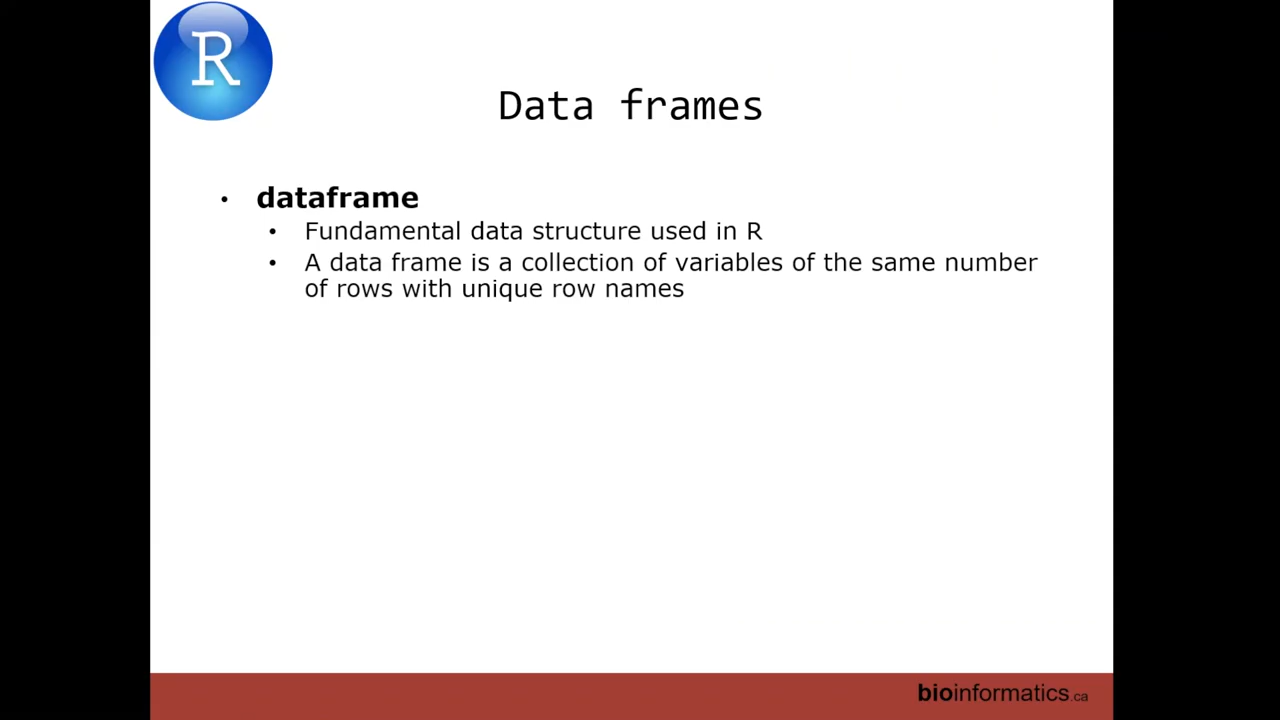 R
Data frames
• dataframe
• Fundamental data structure used in R
• A data frame is a collection of variables of the same number
of rows with unique row names
bioinformatics.ca